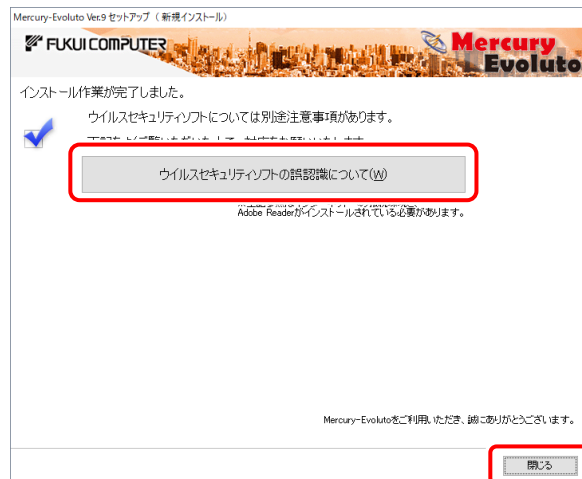 Mercury-Evoluto Ver.9 セットアップ（ 新規インストール）
FUKUI COMPUTER
Mercury
Evoluto
インストール作業が完了しました。
ウイルスセキュリティソフトについては別途注意事項があります。
ウイルスセキュリティソフトの誤認識について(W)
Adobe Readerがインストールされている必要があります。
Mercury-Evolutoをご利用いただき、誠にありがとうございます。
閉じる